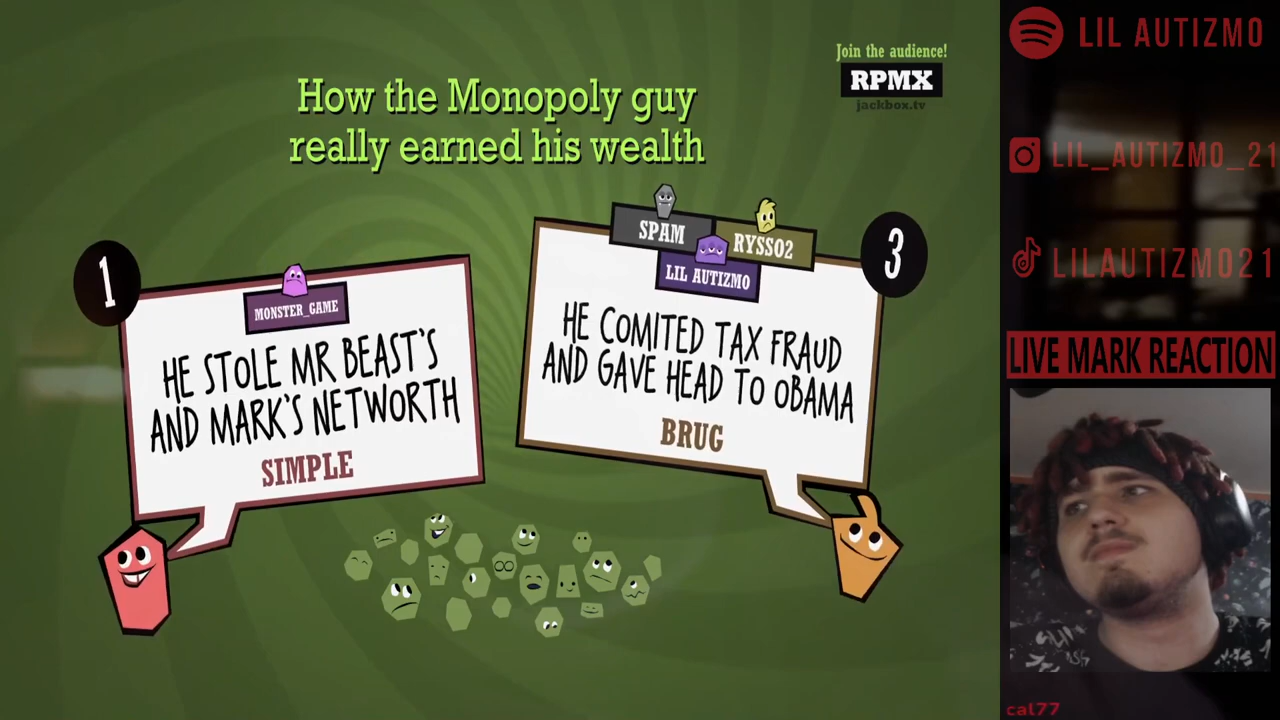 Join the audience!
RPMX
jackbox.tv
How the Monopoly guy
really earned his wealth
1
MONSTER_GAME
HE STOLE MR BEAST'S
AND MARK'S NETWORTH
SIMPLE
SPAM
RYSSO2
LIL AUTIZMO
3
HE COMITED TAX FRAUD
AND GAVE HEAD TO OBAMA
BRUG
LIL AUTIZMO
LIL_AUTIZMO_21
LILAUTIZMO21
LIVE MARK REACTION
cal77